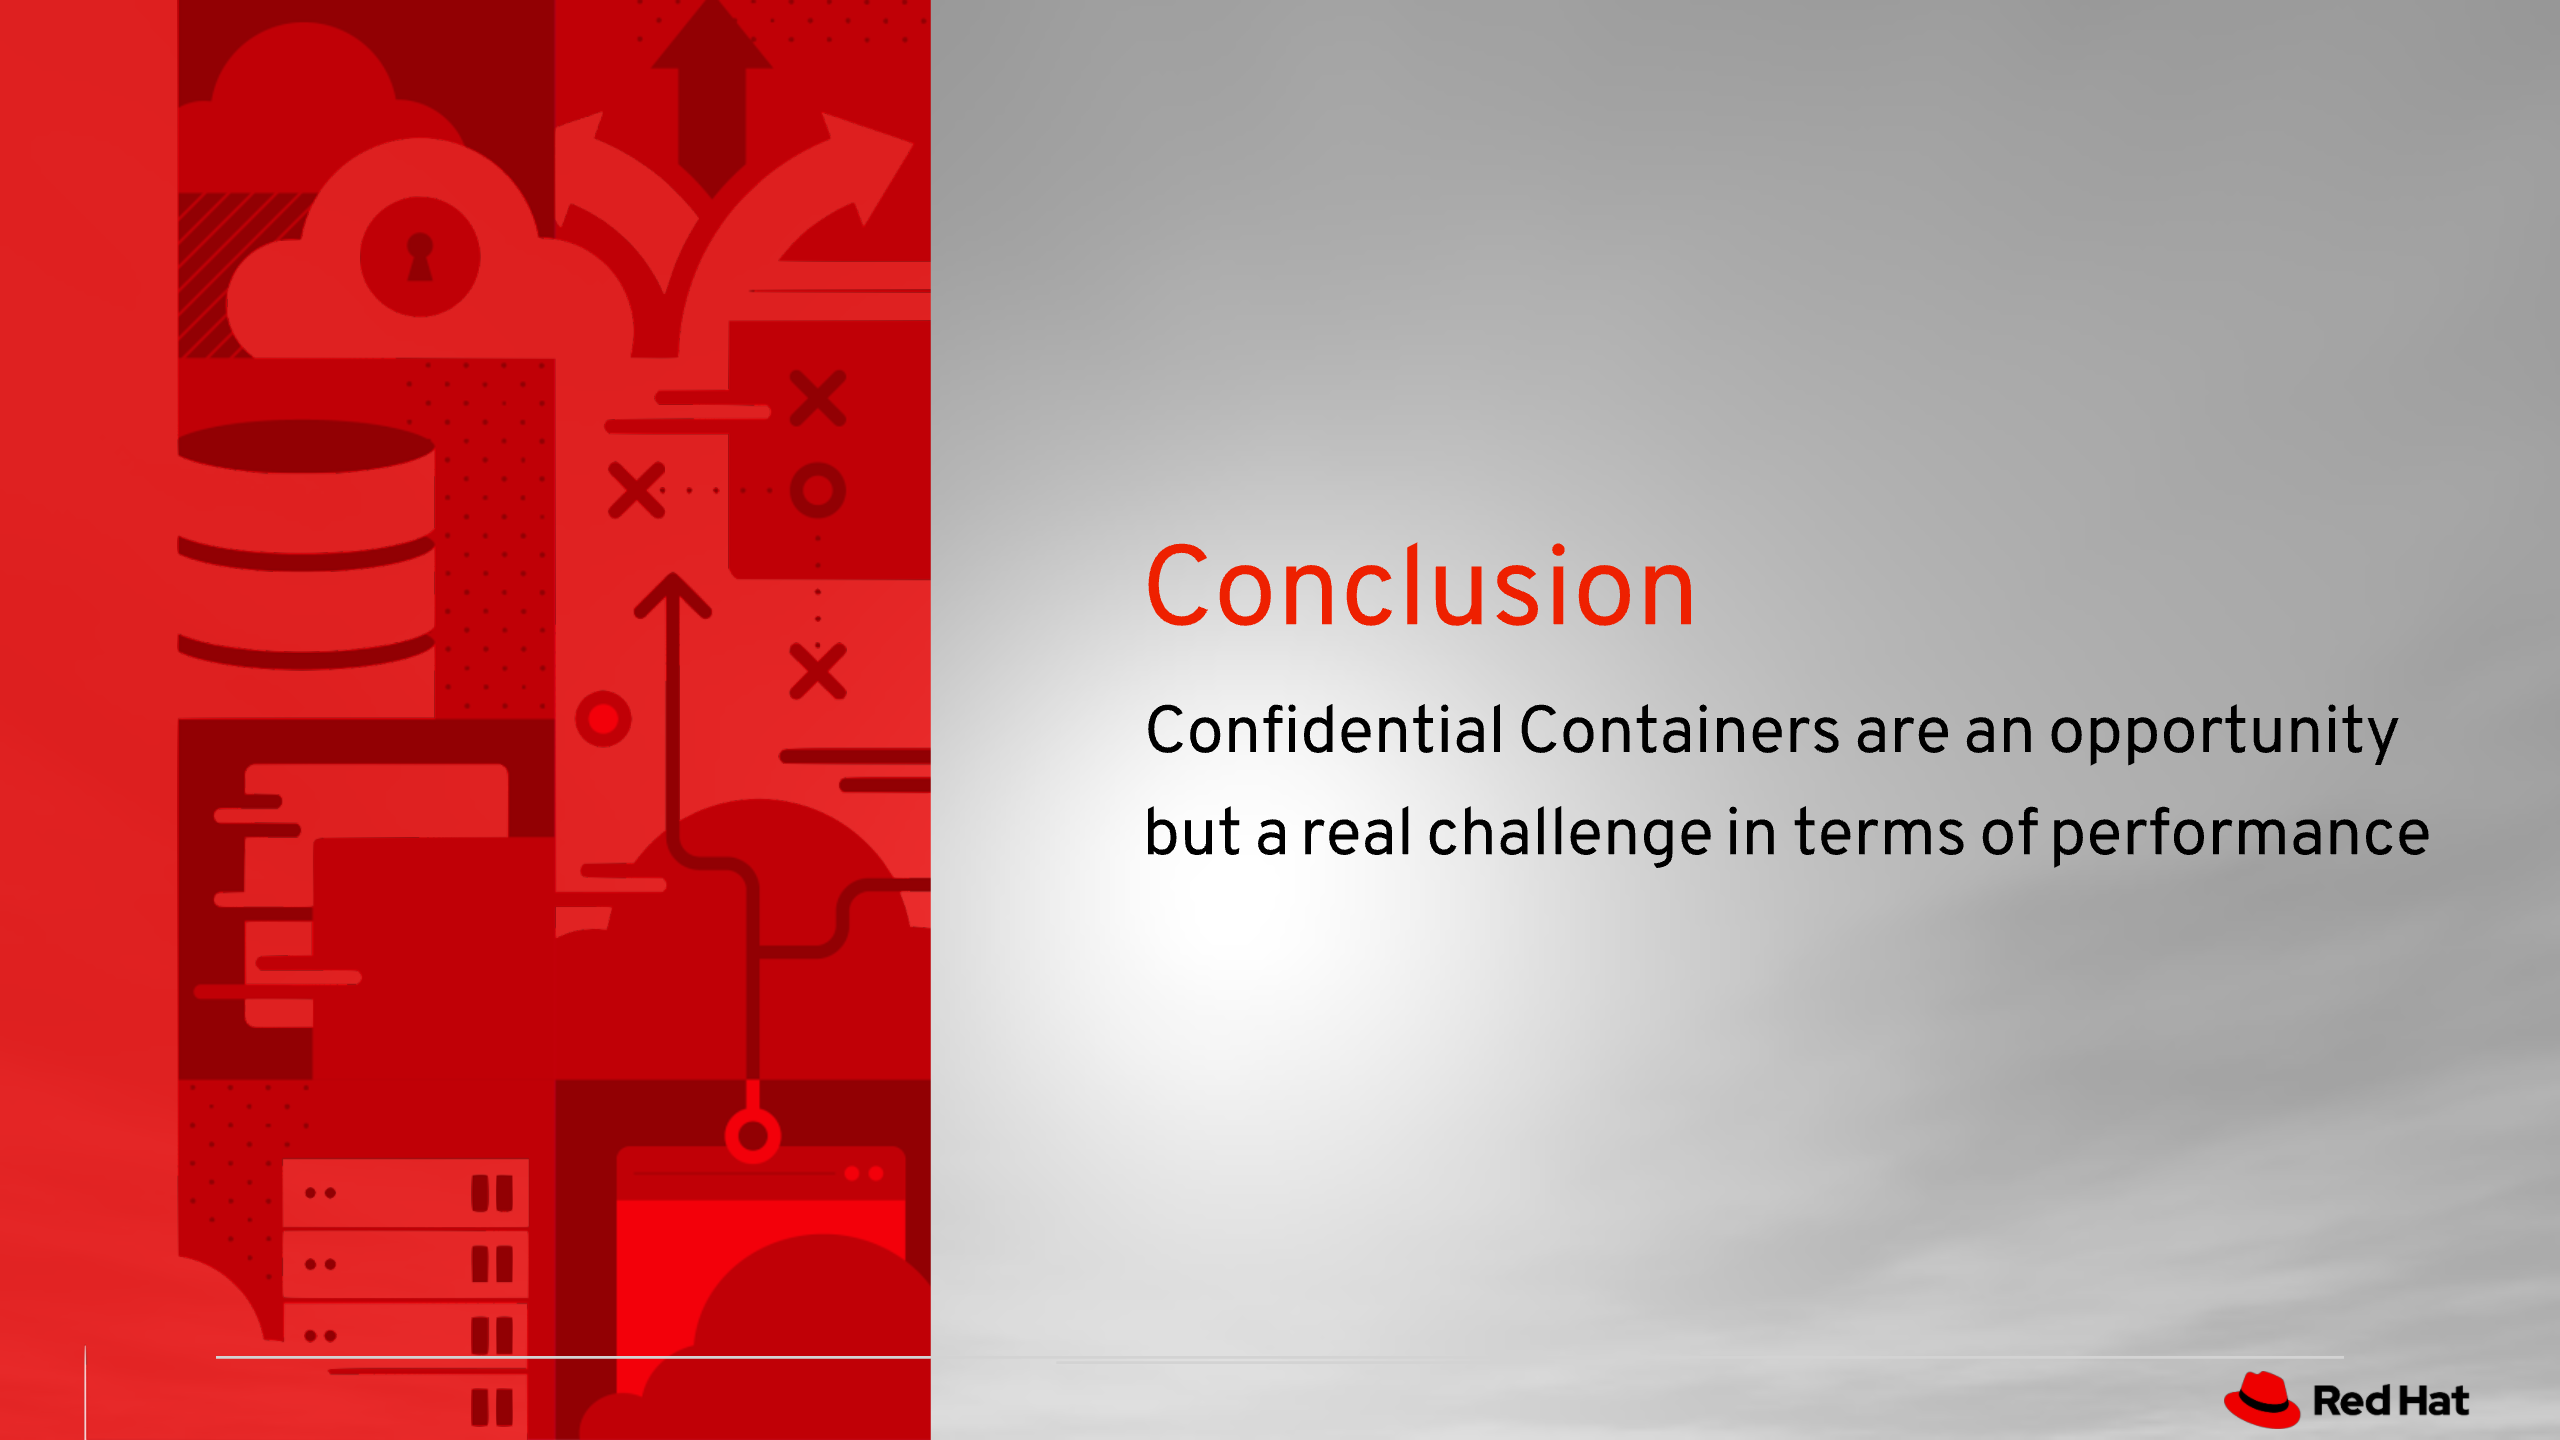 Conclusion
Confidential Containers are an opportunity
but a real challenge in terms of performance
Red Hat